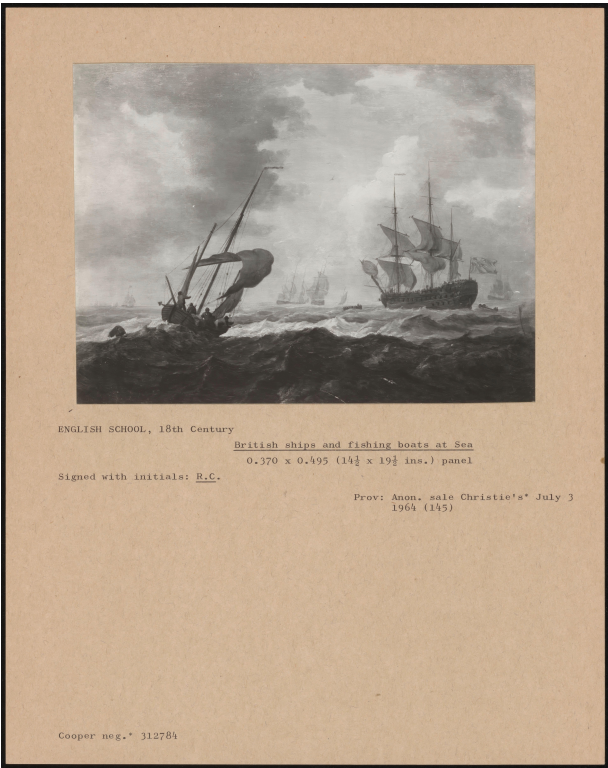 ENGLISH SCHOOL, 18th Century
British ships and fishing boats at Sea
0.370 x 0.495 (14½ x 19½ ins.) panel
Signed with initials: R.C.
Prov: Anon. sale Christie's* July 3
1964 (145)
Cooper neg.* 312784